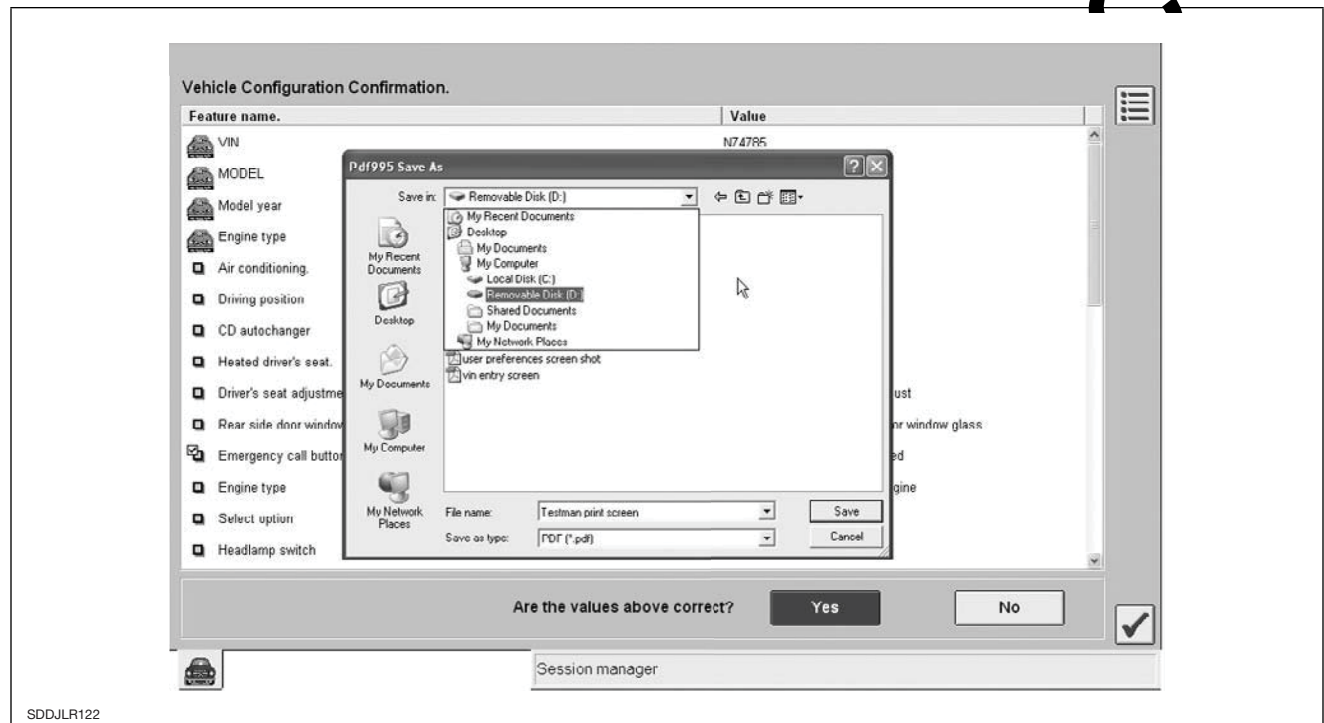 Vehicle Configuration Confirmation.
Feature name. Value
VIN N74785
MODEL
Model year
Engine type
Air conditioning.
Driving position
CD autochanger
Heated driver's seat.
Driver's seat adjustme ust
Rear side door window or window glass
Emergency call button ed
Engine type gine
Select option
Headlamp switch
Pdf995 Save As
Save in: Removable Disk (D:)
My Recent Documents
Desktop
My Documents
My Computer
Local Disk (C:)
Removable Disk (D:)
Shared Documents
My Documents
My Network Places
user preferences screen shot
vin entry screen
My Recent
Documents
Desktop
My Documents
My Computer
My Network
Places
File name: Testman print screen Save
Save as type: PDF (*.pdf) Cancel
Are the values above correct? Yes No
Session manager
SDDJLR122